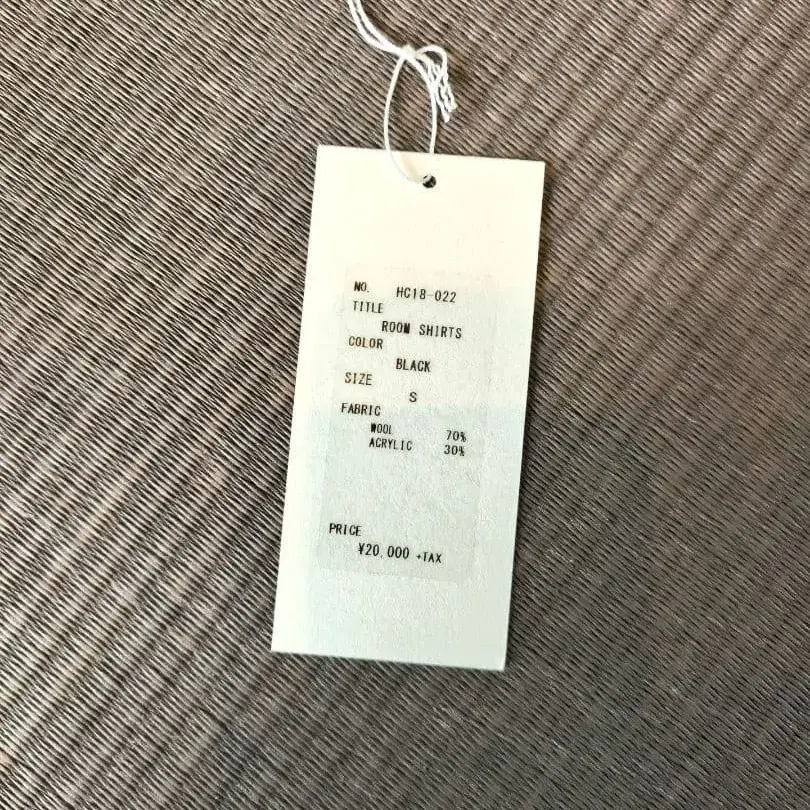 NO. HC18-022
TITLE
ROOM SHIRTS
COLOR
BLACK
SIZE
S
FABRIC
WOOL 70%
ACRYLIC 30%
PRICE
¥20,000 +TAX